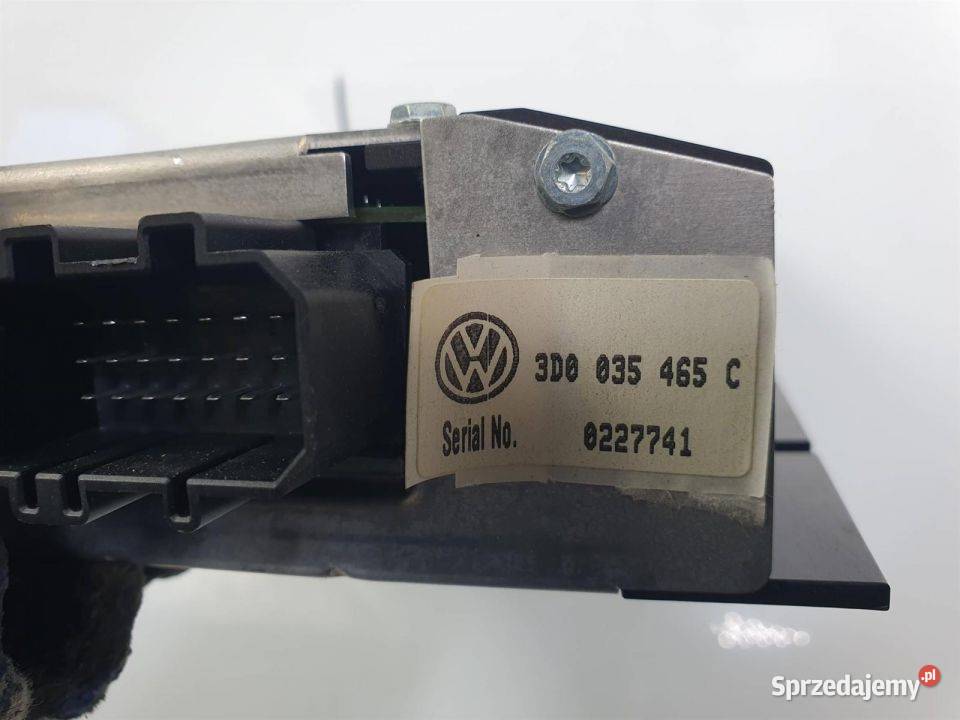 3D0 035 465 C
Serial No. 0227741
Sprzedajemy.pl